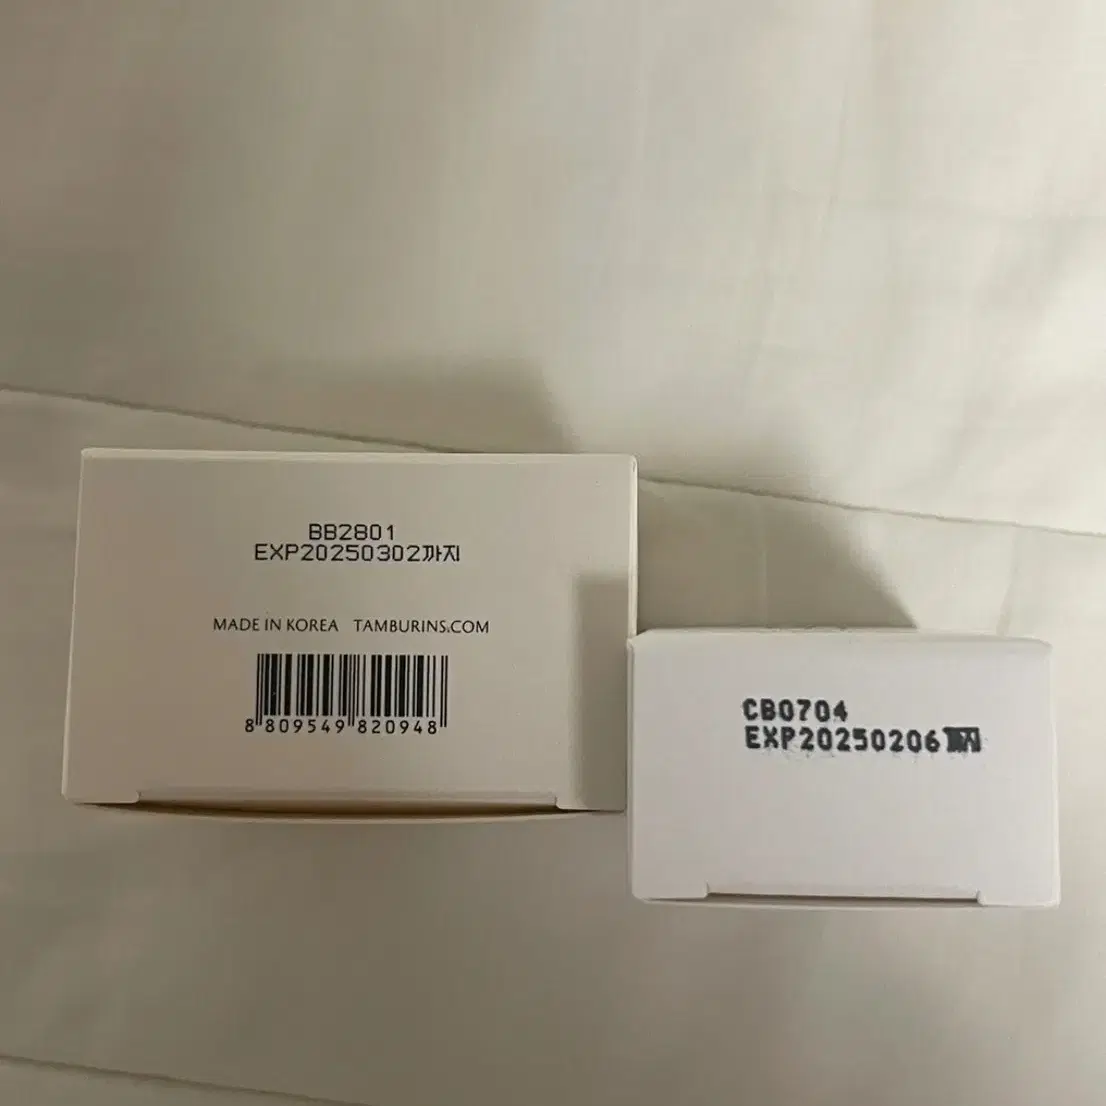 BB2801
EXP20250302까지
MADE IN KOREA TAMBURINS.COM
8 809549 820948
CB0704
EXP20250206까지